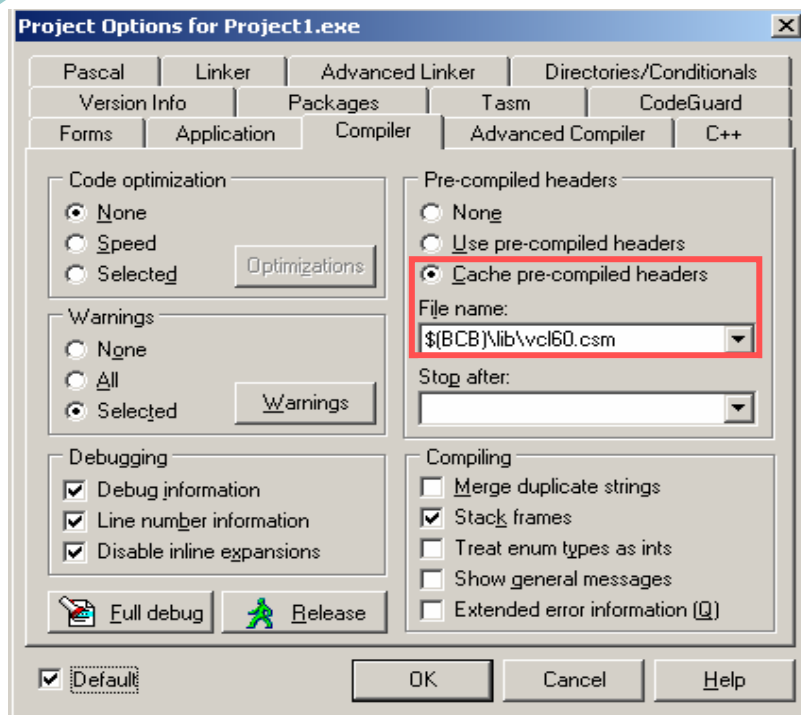 Project Options for Project1.exe
Pascal Linker Advanced Linker Directories/Conditionals
Version Info Packages Tasm CodeGuard
Forms Application Compiler Advanced Compiler C++
Code optimization
None
Speed
Selected
Optimizations
Warnings
None
All
Selected
Warnings
Debugging
Debug information
Line number information
Disable inline expansions
Full debug Release
Pre-compiled headers
None
Use pre-compiled headers
Cache pre-compiled headers
File name:
$(BCB)\lib\vcl60.csm
Stop after:
Compiling
Merge duplicate strings
Stack frames
Treat enum types as ints
Show general messages
Extended error information (Q)
Default OK Cancel Help